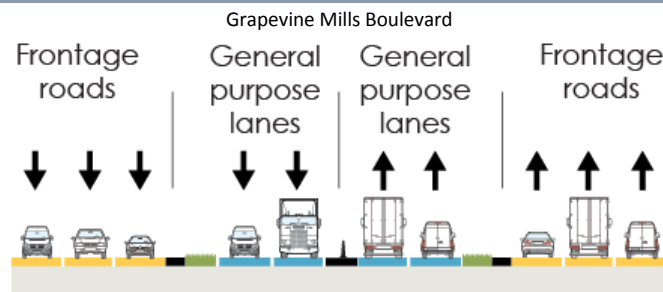 Grapevine Mills Boulevard
Frontage
roads
General
purpose
lanes
General
purpose
lanes
Frontage
roads